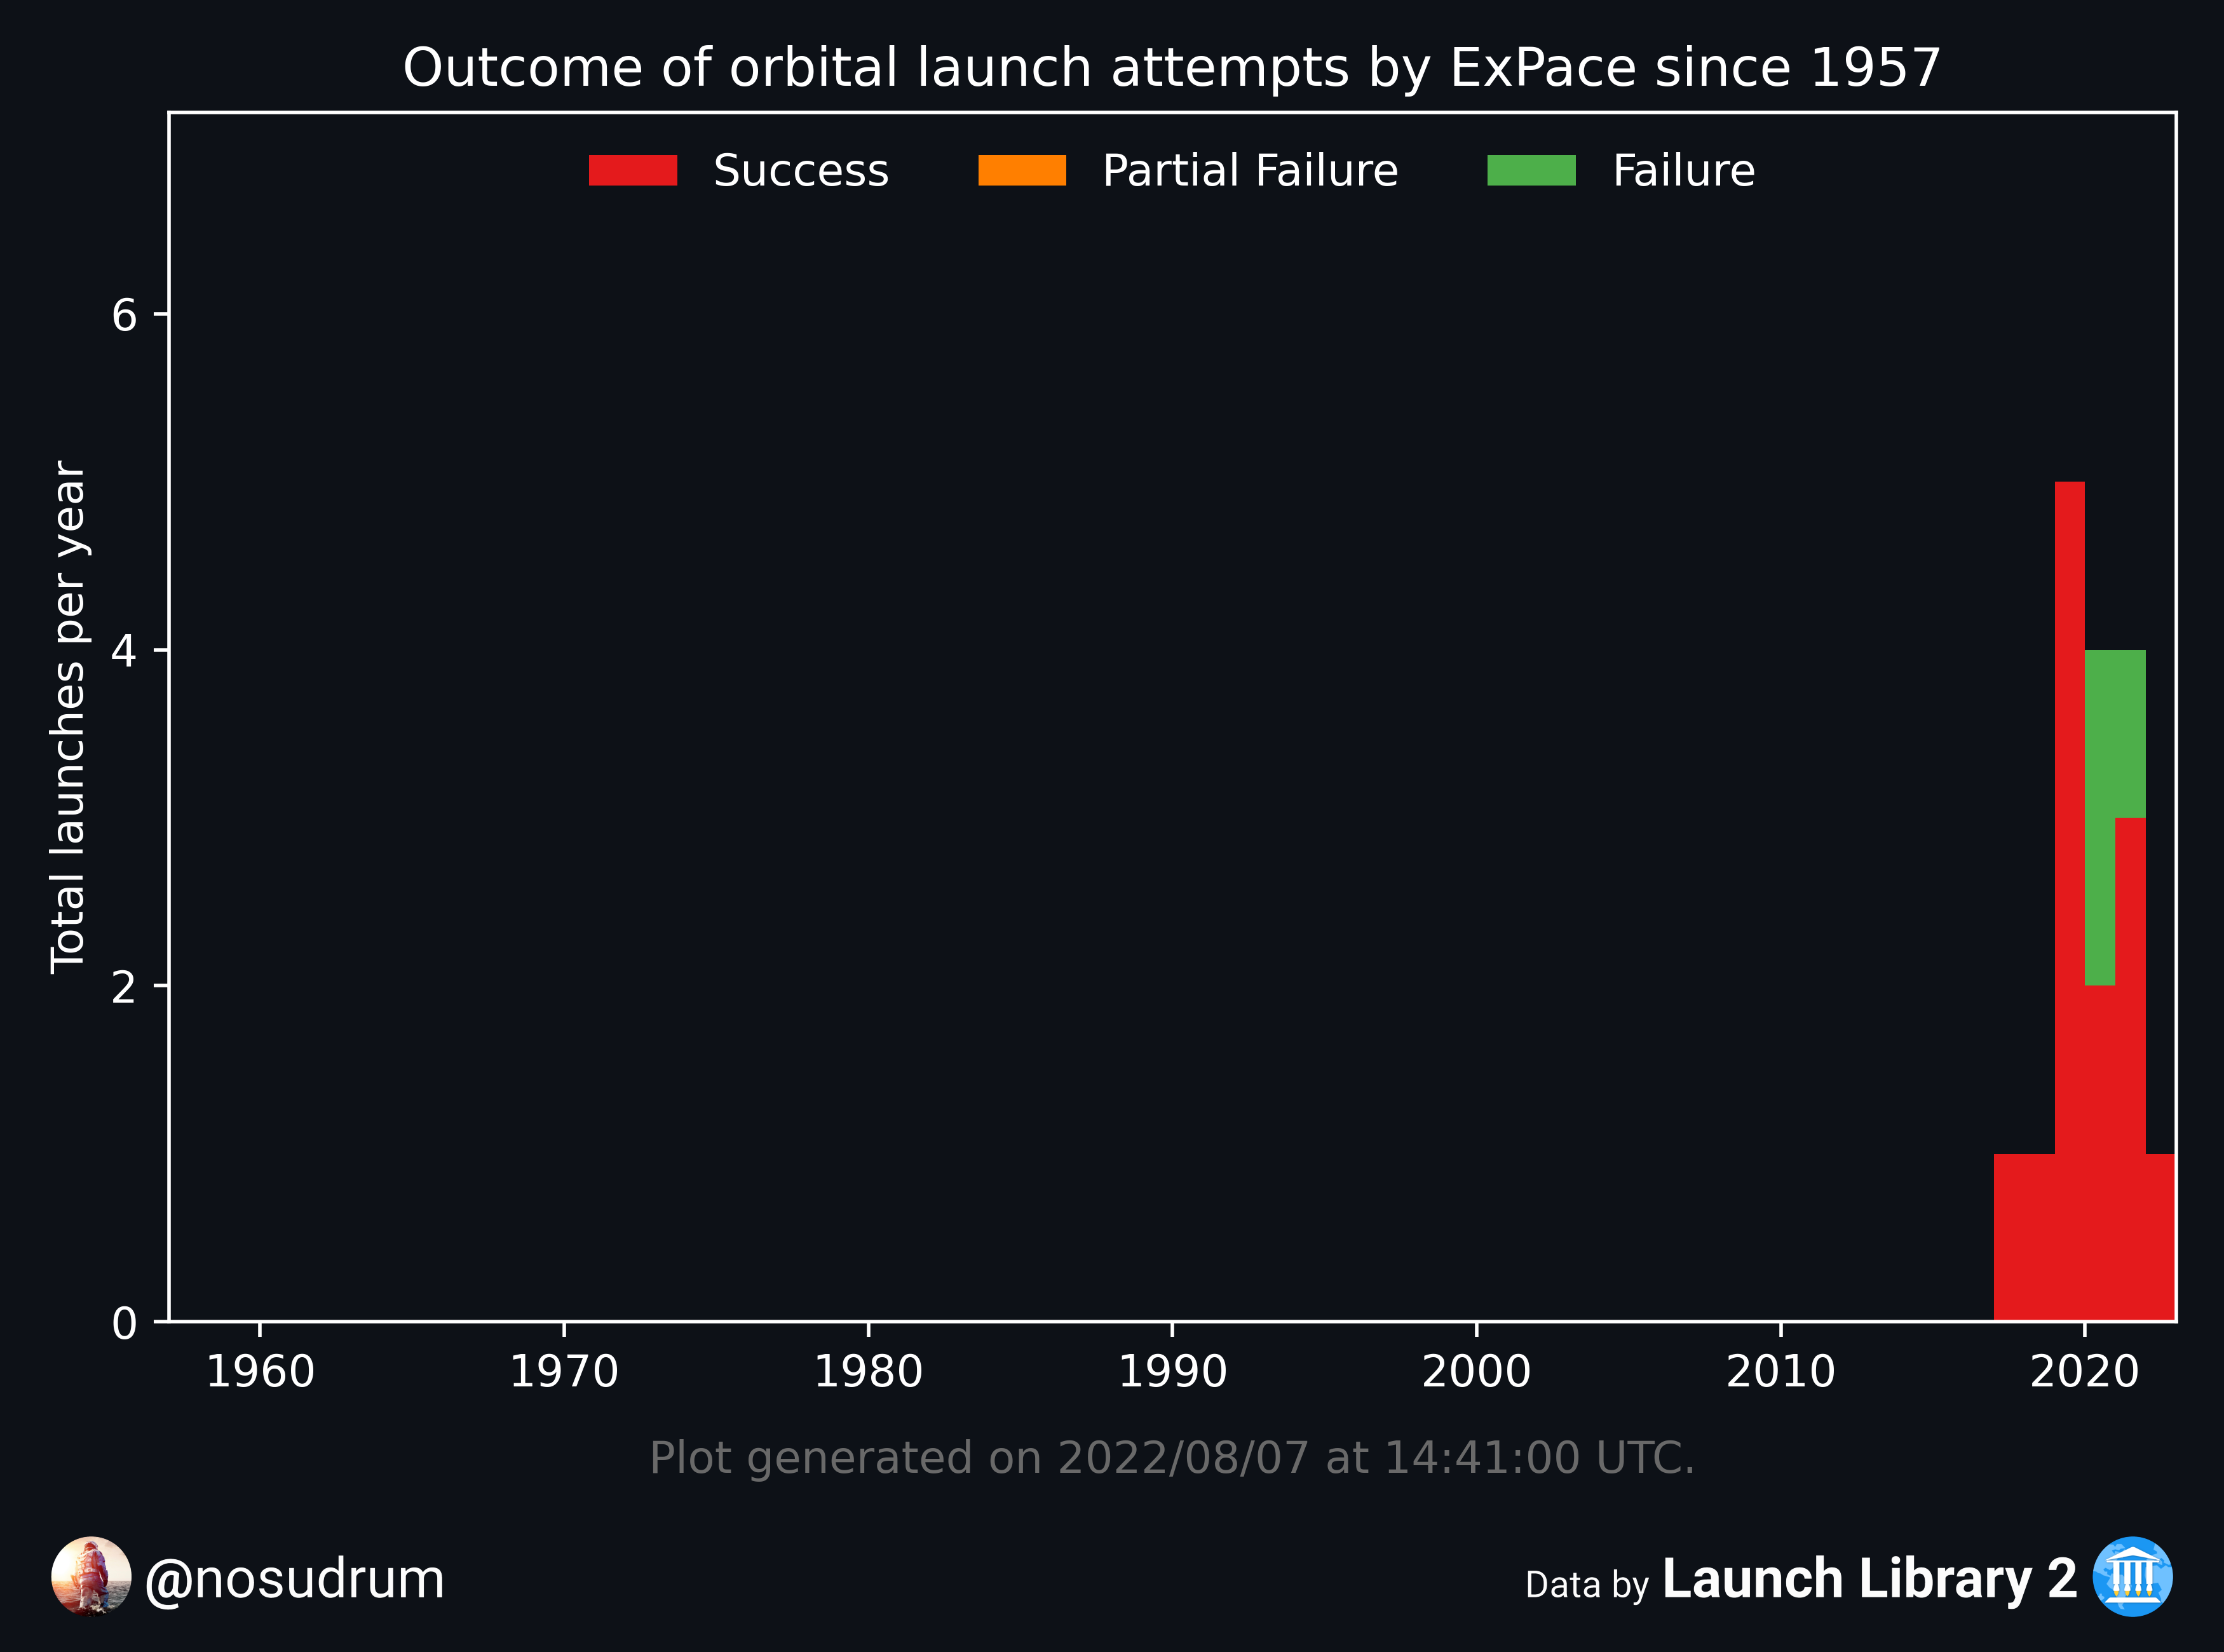 Outcome of orbital launch attempts by ExPace since 1957
Success
Partial Failure
Failure
Total launches per year
6
4
2
0
1960
1970
1980
1990
2000
2010
2020
Plot generated on 2022/08/07 at 14:41:00 UTC.
@nosudrum
Data by Launch Library 2